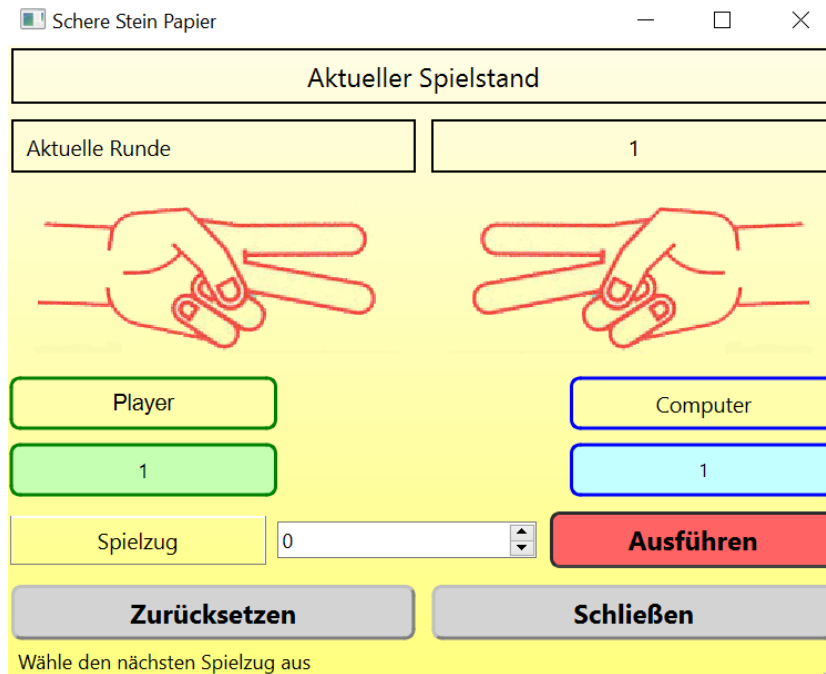 Schere Stein Papier
Aktueller Spielstand
Aktuelle Runde 1
Player Computer
1 1
Spielzug 0 Ausführen
Zurücksetzen Schließen
Wähle den nächsten Spielzug aus